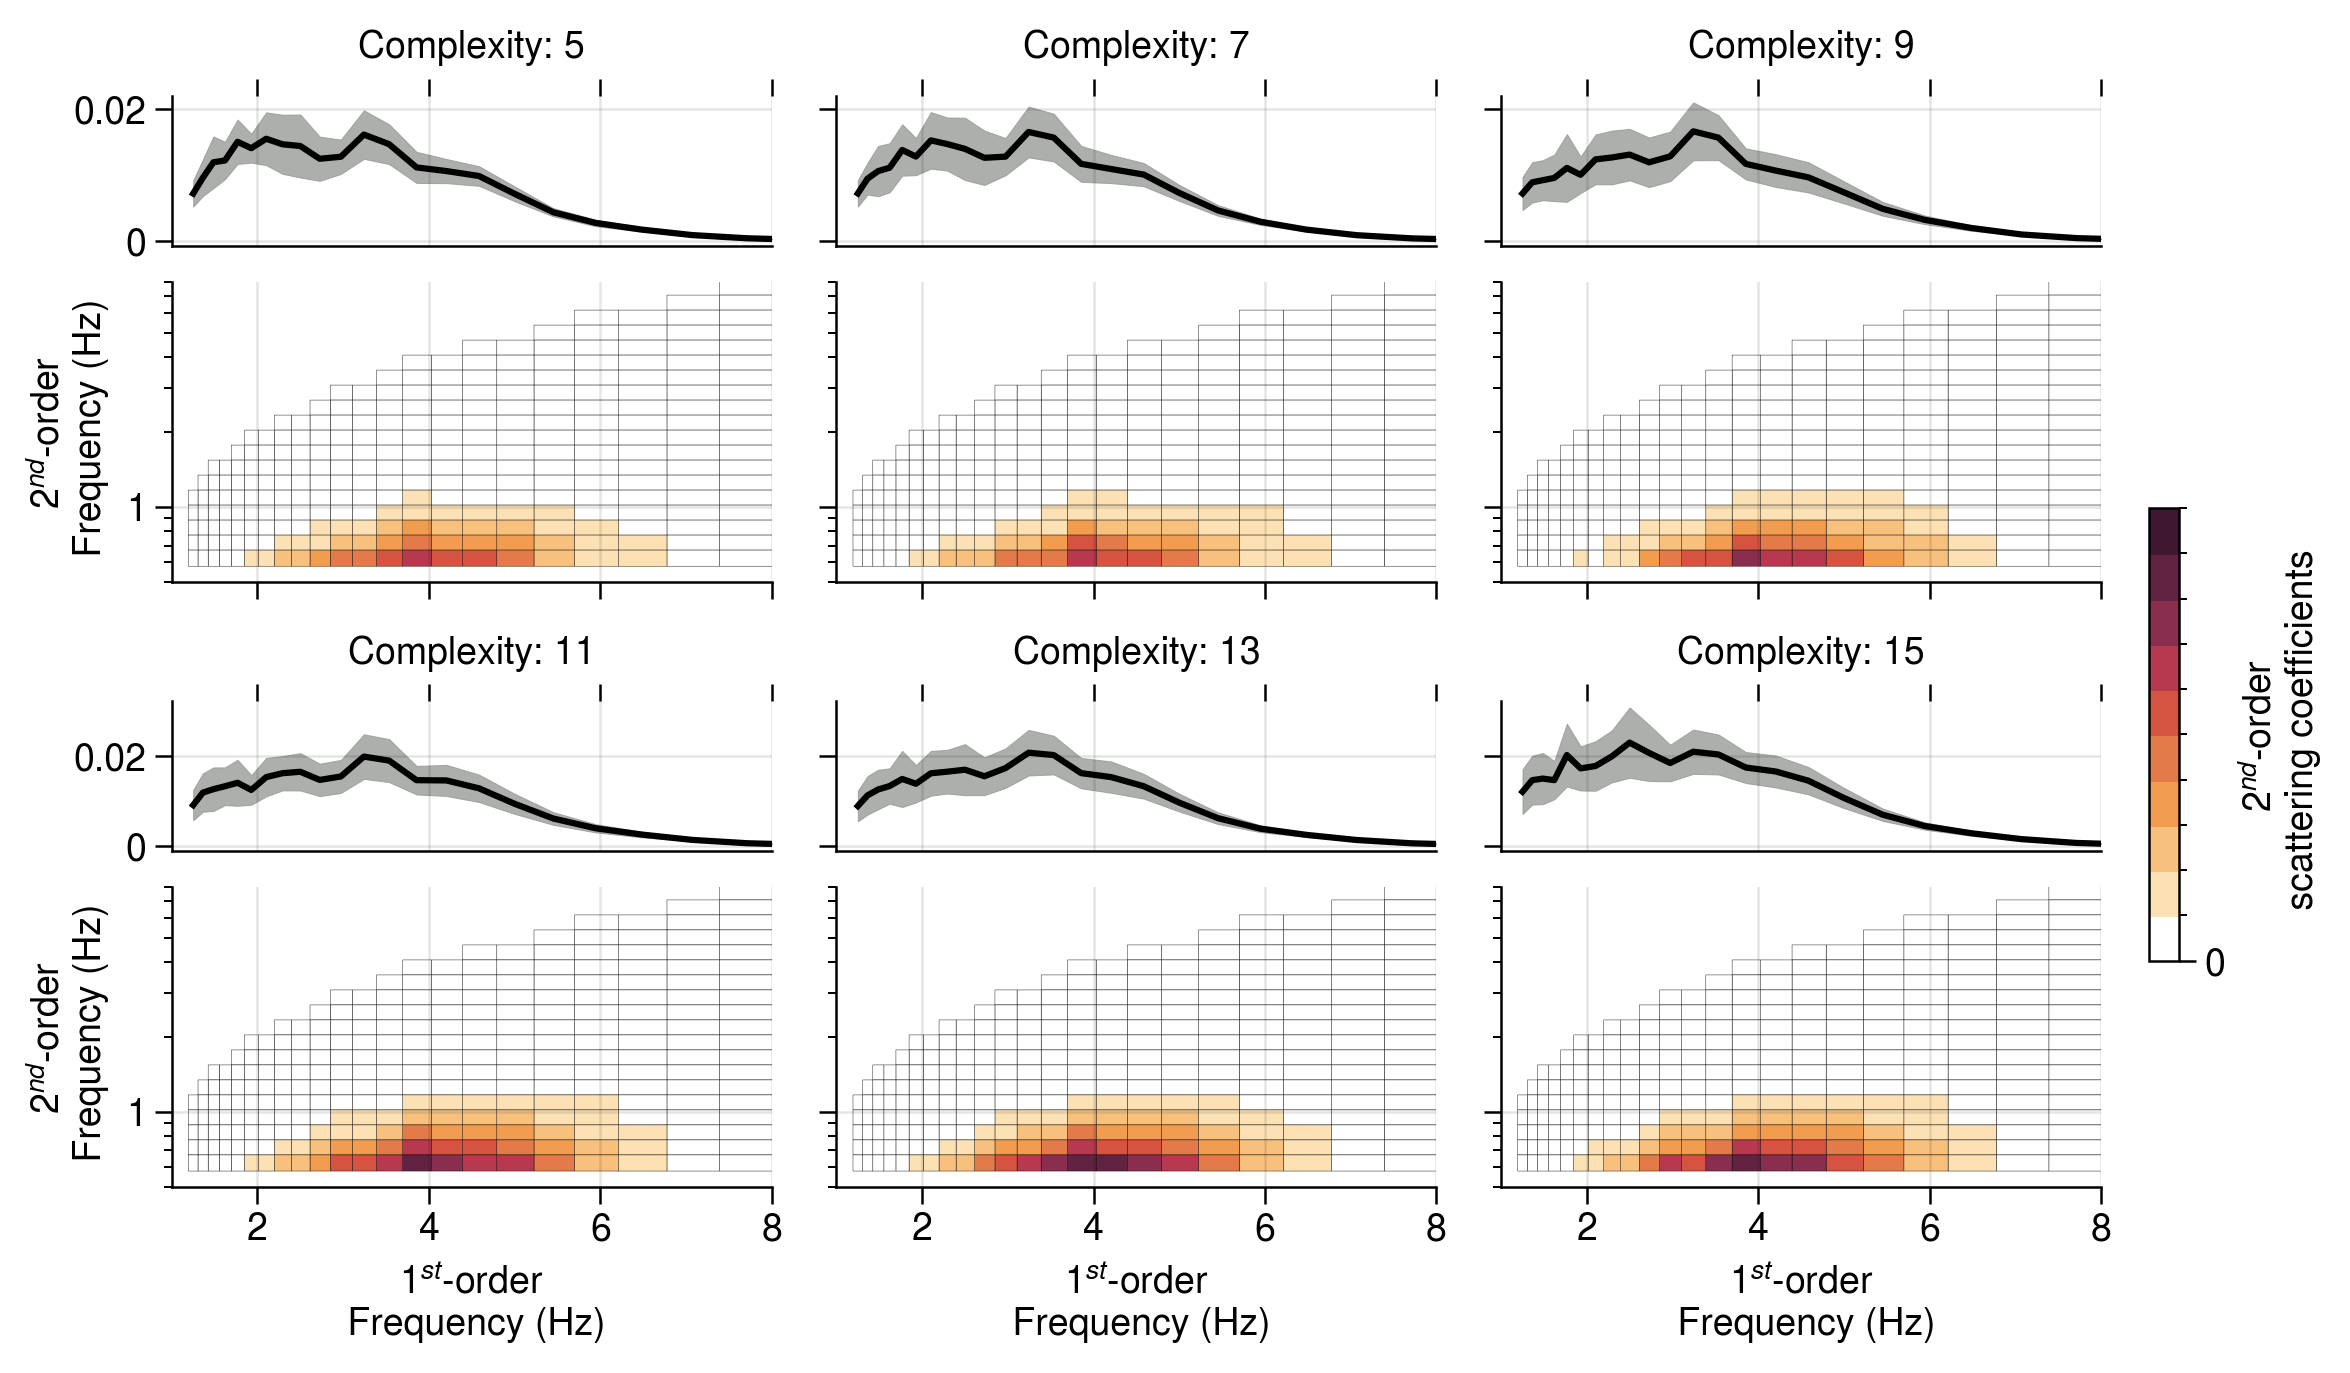 Complexity: 5
Complexity: 7
Complexity: 9
0.02
0
2nd-order
Frequency (Hz)
1
Complexity: 11
Complexity: 13
Complexity: 15
0.02
0
2nd-order
Frequency (Hz)
1
2 4 6 8
2 4 6 8
2 4 6 8
1st-order
Frequency (Hz)
1st-order
Frequency (Hz)
1st-order
Frequency (Hz)
0
2nd-order
scattering coefficients